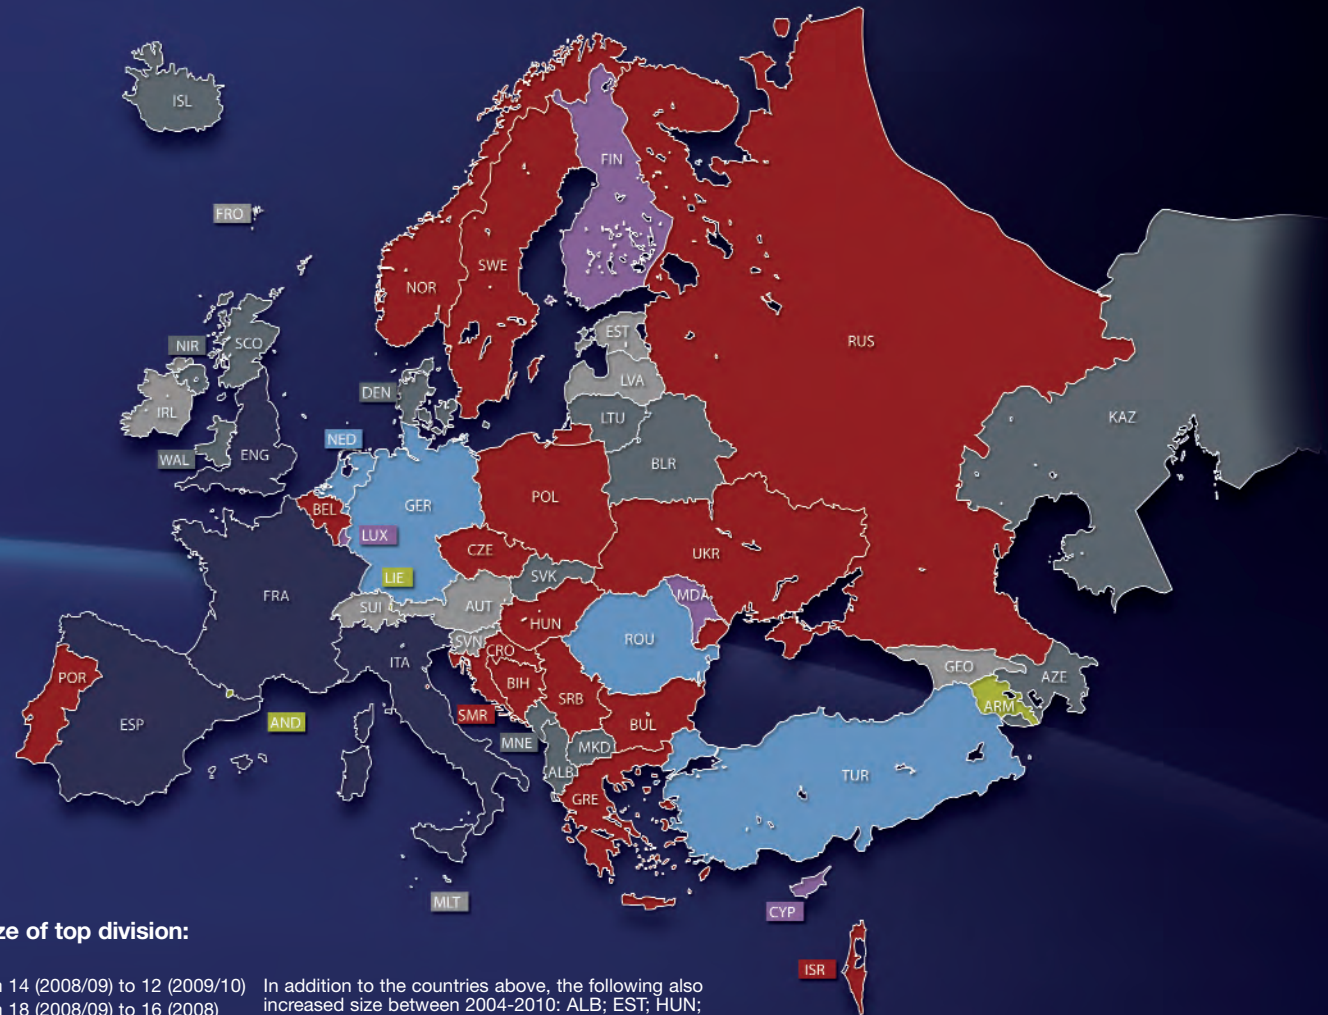 ISL
FRO
FIN
SWE
NOR
RUS
EST
LVA
LTU
BLR
KAZ
NIR
SCO
IRL
WAL
ENG
DEN
NED
GER
BEL
LUX
LIE
POL
CZE
SVK
UKR
MDA
FRA
SUI
AUT
HUN
ROU
SVN
CRO
ITA
BIH
SRB
BUL
POR
ESP
AND
SMR
MNE
MKD
ALB
GRE
GEO
AZE
ARM
TUR
MLT
CYP
ISR
ze of top division:
14 (2008/09) to 12 (2009/10)
18 (2008/09) to 16 (2008)
In addition to the countries above, the following also
increased size between 2004-2010: ALB; EST; HUN;